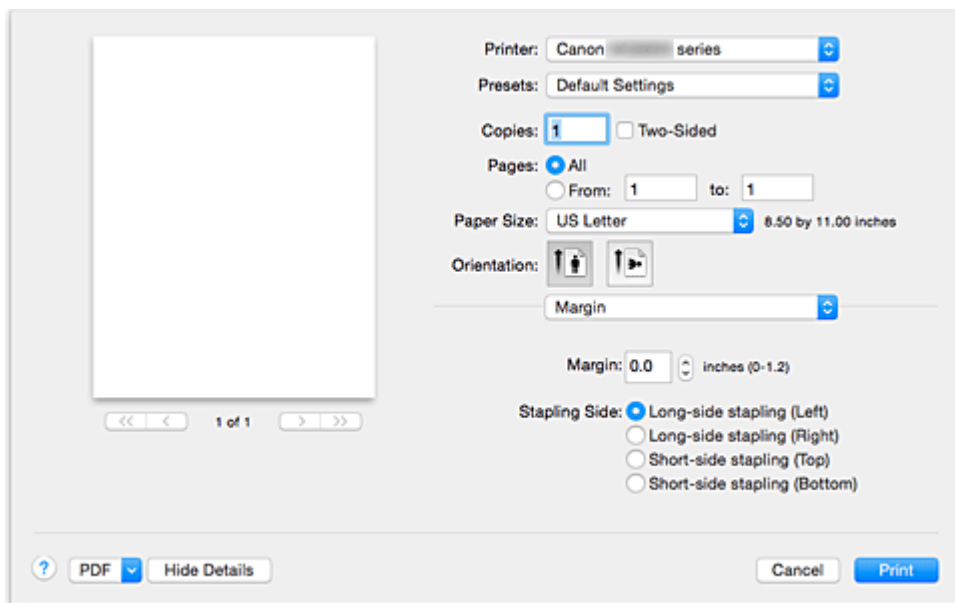 Printer: Canon series
Presets: Default Settings
Copies: 1 Two-Sided
Pages: All
From: 1 to: 1
Paper Size: US Letter 8.50 by 11.00 inches
Orientation:
Margin
Margin: 0.0 inches (0-1.2)
Stapling Side: Long-side stapling (Left)
Long-side stapling (Right)
Short-side stapling (Top)
Short-side stapling (Bottom)
<< < 1 of 1 > >>
? PDF Hide Details Cancel Print